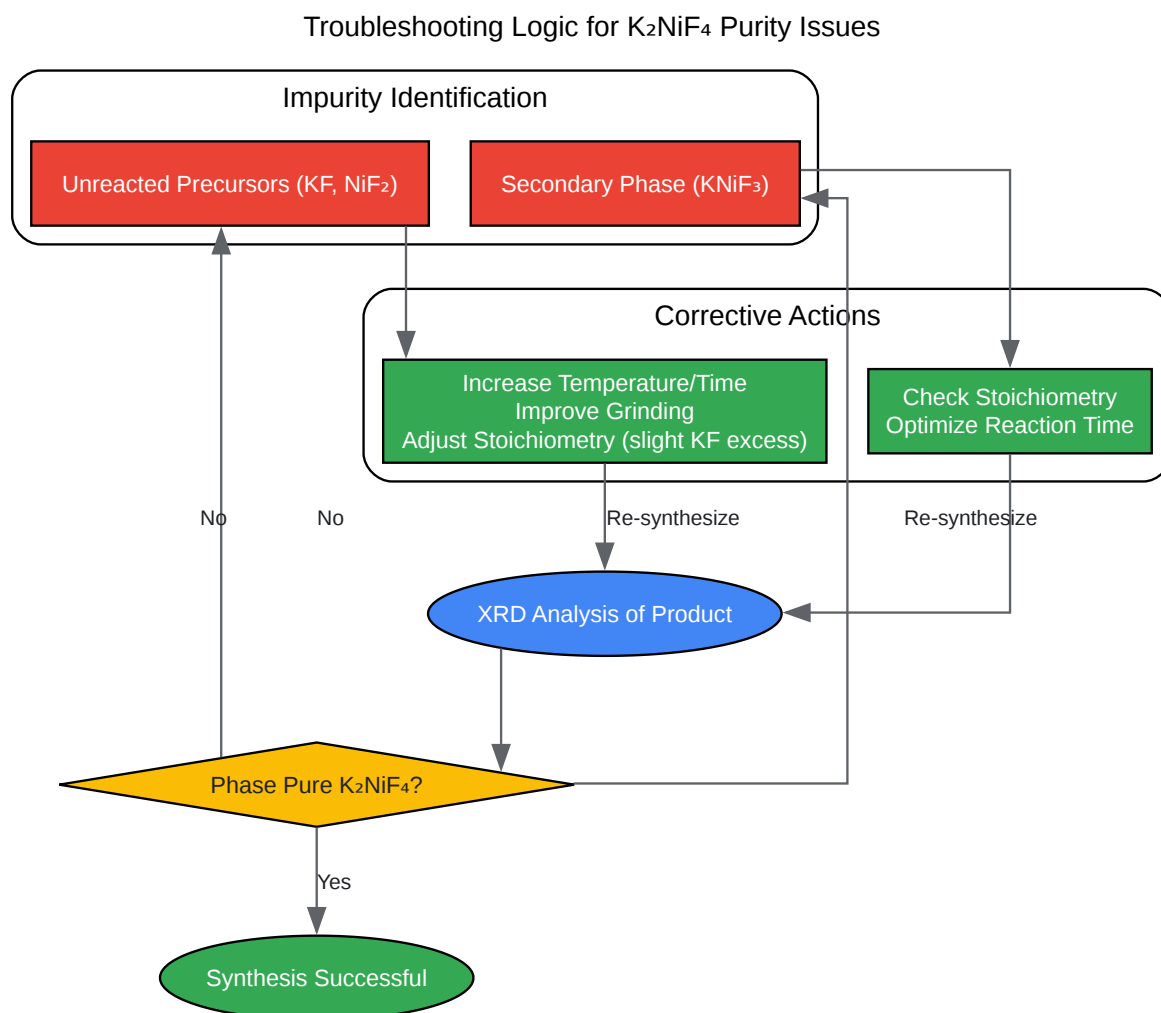 Troubleshooting Logic for K₂NiF₄ Purity Issues
Impurity Identification
Unreacted Precursors (KF, NiF₂)
Secondary Phase (KNiF₃)
Corrective Actions
Increase Temperature/Time
Improve Grinding
Adjust Stoichiometry (slight KF excess)
Check Stoichiometry
Optimize Reaction Time
No
No
Re-synthesize
Re-synthesize
XRD Analysis of Product
Phase Pure K₂NiF₄?
Yes
Synthesis Successful